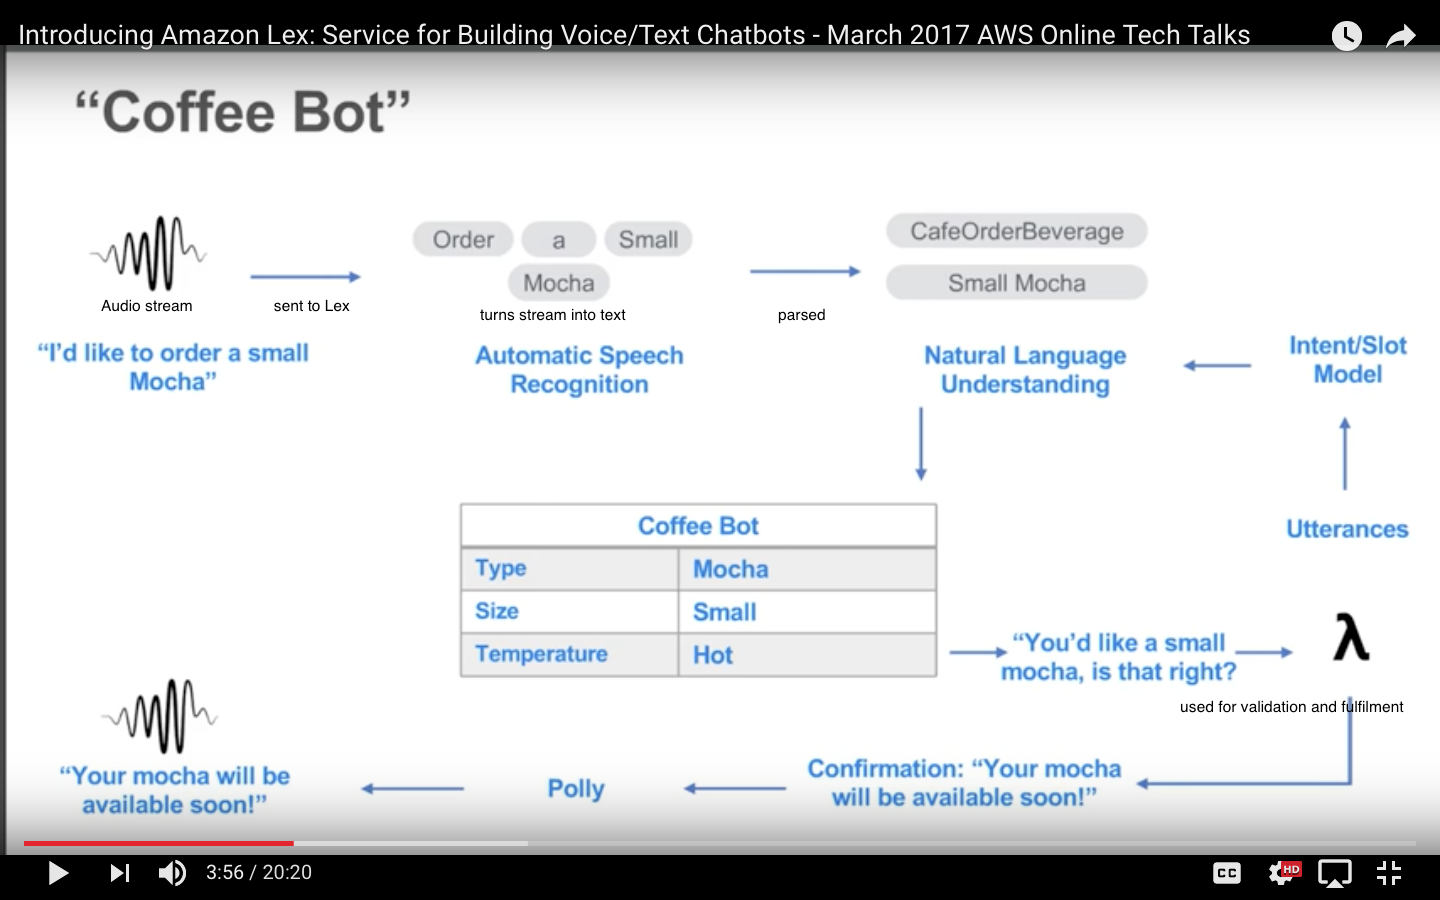 Introducing Amazon Lex: Service for Building Voice/Text Chatbots - March 2017 AWS Online Tech Talks
“Coffee Bot”
Order a Small
Mocha
CafeOrderBeverage
Small Mocha
Audio stream
sent to Lex
turns stream into text
parsed
“I’d like to order a small
Mocha”
Automatic Speech
Recognition
Natural Language
Understanding
Intent/Slot
Model
Utterances
Coffee Bot
Type Mocha
Size Small
Temperature Hot
“You’d like a small
mocha, is that right?
λ
used for validation and fulfilment
Confirmation: “Your mocha
will be available soon!”
Polly
“Your mocha will be
available soon!”
3:56 / 20:20
CC
HD